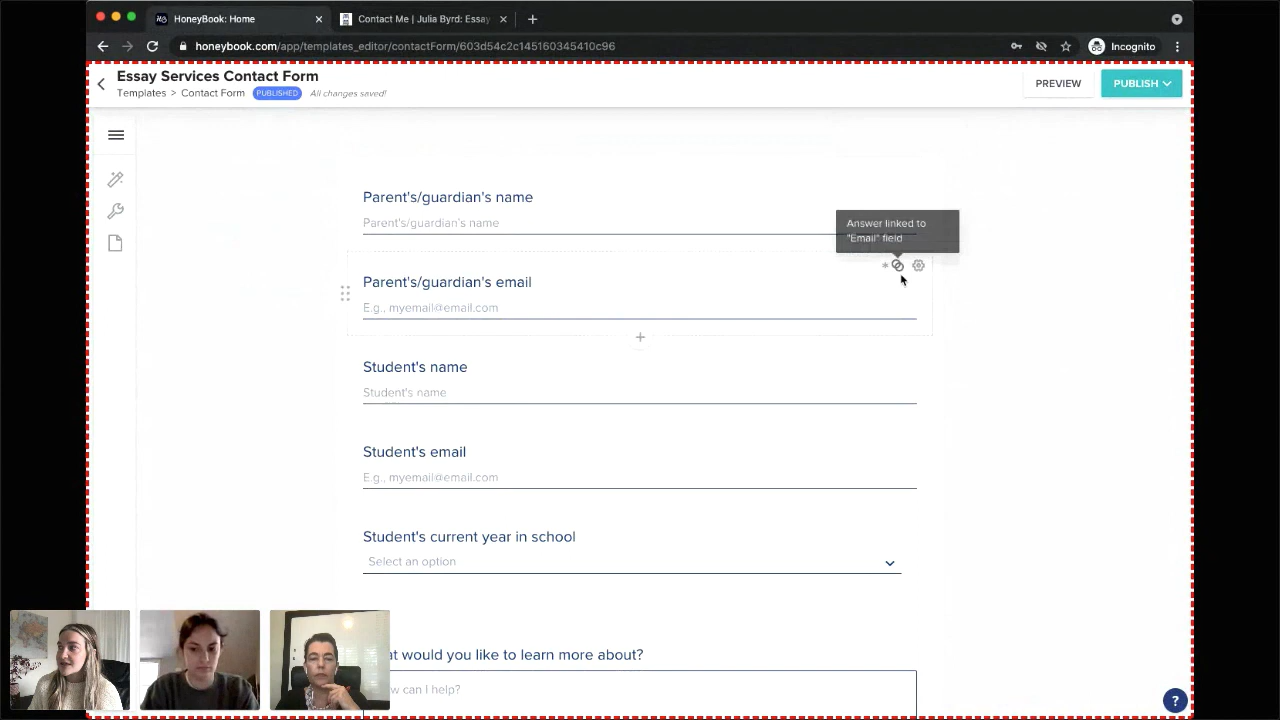 HoneyBook: Home
Contact Me | Julia Byrd: Essay
honeybook.com/app/templates_editor/contactForm/603d54c2c145160345410c96
Incognito
Essay Services Contact Form
Templates > Contact Form PUBLISHED All changes saved!
PREVIEW
PUBLISH
Parent's/guardian's name
Parent's/guardian's name
Answer linked to
"Email" field
Parent's/guardian's email
E.g., myemail@email.com
Student's name
Student's name
Student's email
E.g., myemail@email.com
Student's current year in school
Select an option
would you like to learn more about?
can I help?
?